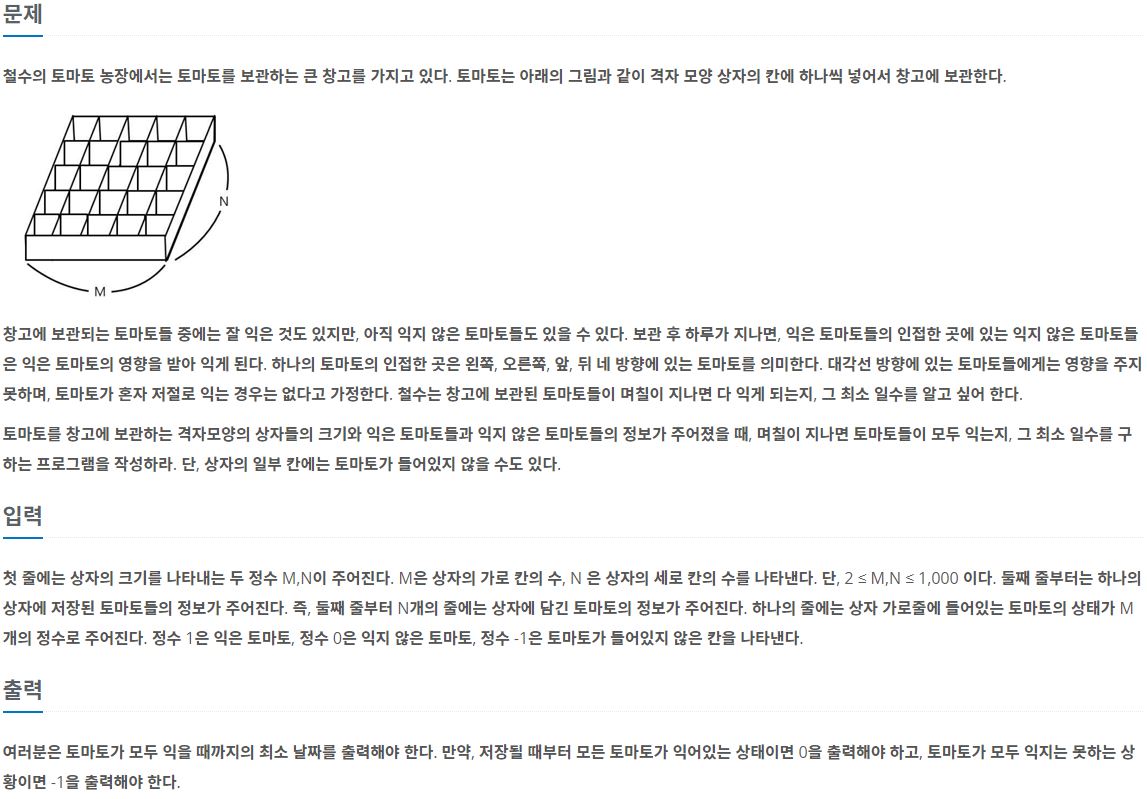 문제
철수의 토마토 농장에서는 토마토를 보관하는 큰 창고를 가지고 있다. 토마토는 아래의 그림과 같이 격자 모양 상자의 칸에 하나씩 넣어서 창고에 보관한다.
N
M
창고에 보관되는 토마토들 중에는 잘 익은 것도 있지만, 아직 익지 않은 토마토들도 있을 수 있다. 보관 후 하루가 지나면, 익은 토마토들의 인접한 곳에 있는 익지 않은 토마토들
은 익은 토마토의 영향을 받아 익게 된다. 하나의 토마토의 인접한 곳은 왼쪽, 오른쪽, 앞, 뒤 네 방향에 있는 토마토를 의미한다. 대각선 방향에 있는 토마토들에게는 영향을 주지
못하며, 토마토가 혼자 저절로 익는 경우는 없다고 가정한다. 철수는 창고에 보관된 토마토들이 며칠이 지나면 다 익게 되는지, 그 최소 일수를 알고 싶어 한다.
토마토를 창고에 보관하는 격자모양의 상자들의 크기와 익은 토마토들과 익지 않은 토마토들의 정보가 주어졌을 때, 며칠이 지나면 토마토들이 모두 익는지, 그 최소 일수를 구
하는 프로그램을 작성하라. 단, 상자의 일부 칸에는 토마토가 들어있지 않을 수도 있다.
입력
첫 줄에는 상자의 크기를 나타내는 두 정수 M,N이 주어진다. M은 상자의 가로 칸의 수, N 은 상자의 세로 칸의 수를 나타낸다. 단, 2 ≤ M,N ≤ 1,000 이다. 둘째 줄부터는 하나의
상자에 저장된 토마토들의 정보가 주어진다. 즉, 둘째 줄부터 N개의 줄에는 상자에 담긴 토마토의 정보가 주어진다. 하나의 줄에는 상자 가로줄에 들어있는 토마토의 상태가 M
개의 정수로 주어진다. 정수 1은 익은 토마토, 정수 0은 익지 않은 토마토, 정수 -1은 토마토가 들어있지 않은 칸을 나타낸다.
출력
여러분은 토마토가 모두 익을 때까지의 최소 날짜를 출력해야 한다. 만약, 저장될 때부터 모든 토마토가 익어있는 상태이면 0을 출력해야 하고, 토마토가 모두 익지는 못하는 상
황이면 -1을 출력해야 한다.